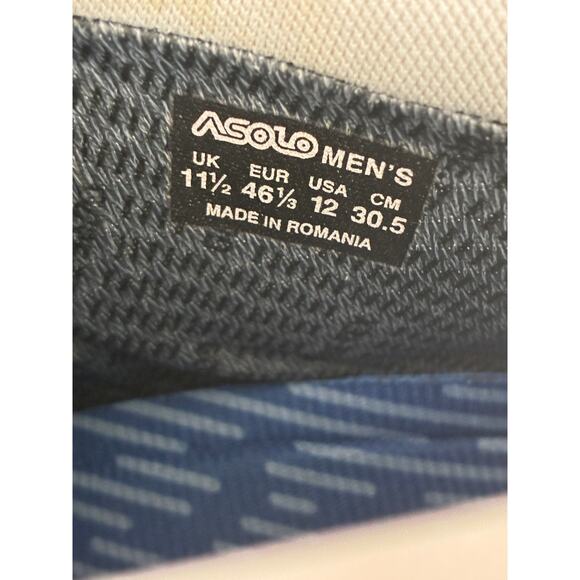 ASOLO MEN'S
UK EUR USA CM
11½ 46⅓ 12 30.5
MADE IN ROMANIA